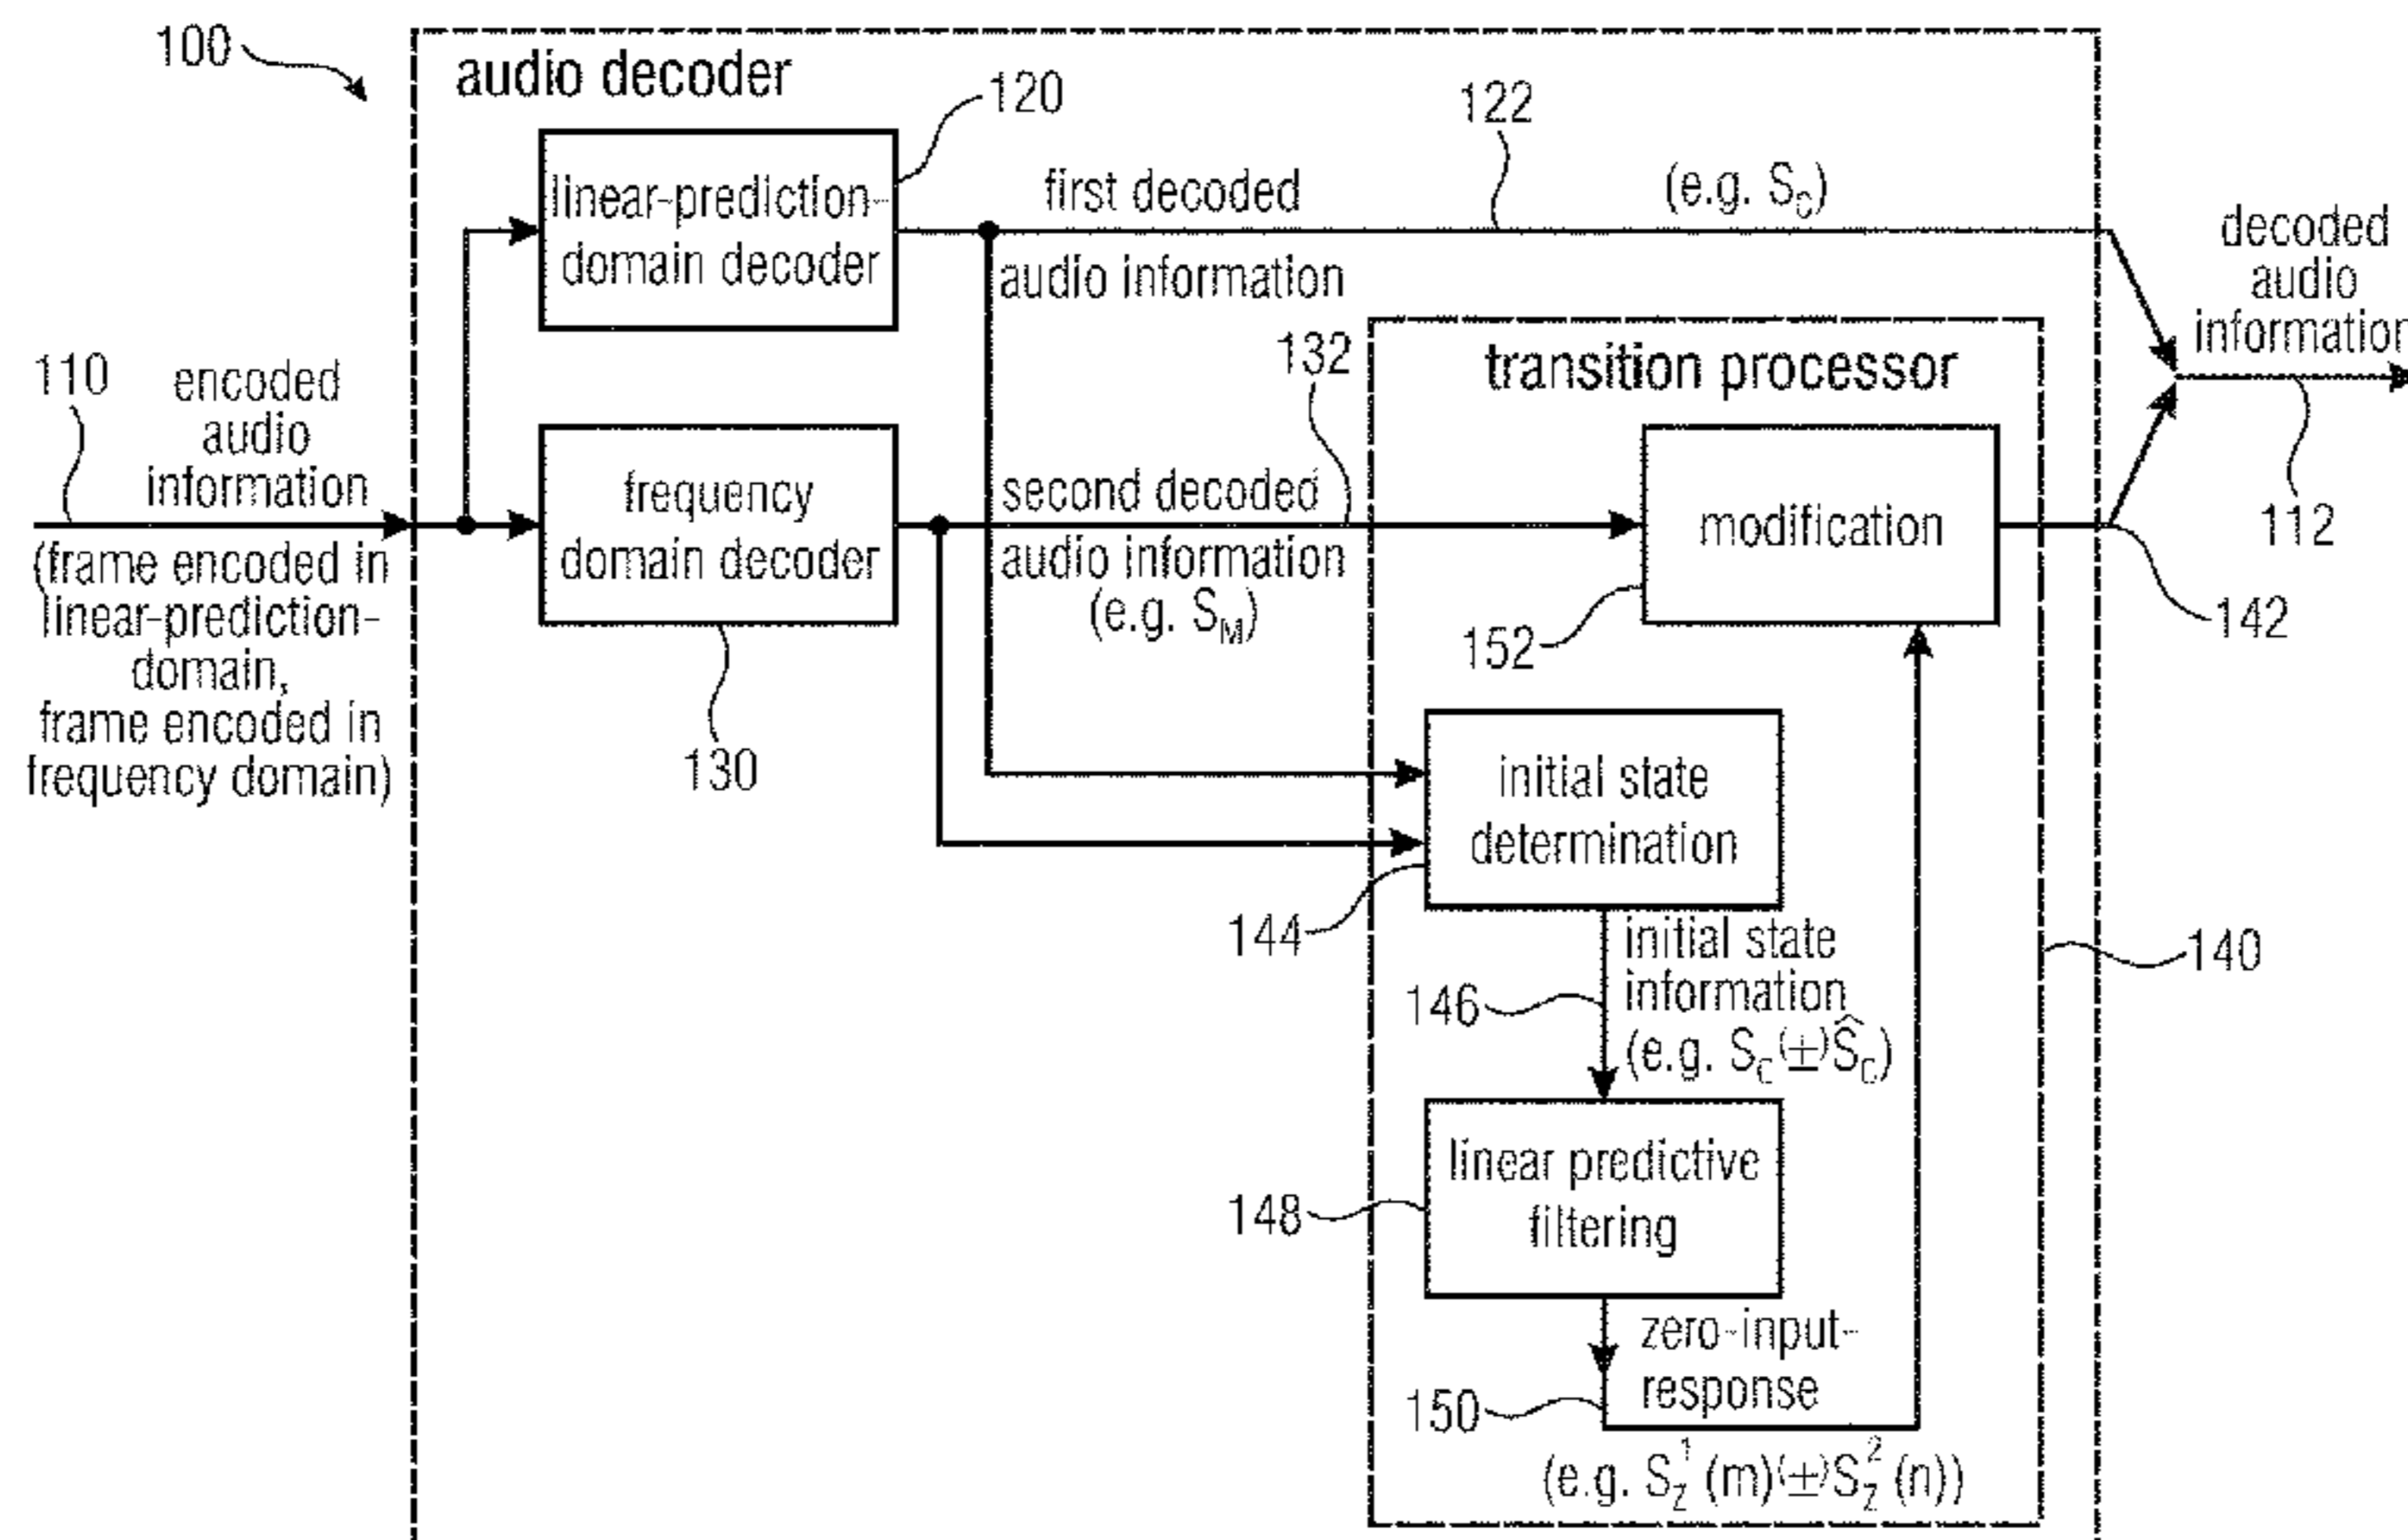 100
audio decoder
120
122
linear-prediction-
domain decoder
first decoded
audio information
(e.g. S_C)
decoded
audio
information
112
110
encoded
audio
information
(frame encoded in
linear-prediction-
domain,
frame encoded in
frequency domain)
frequency
domain decoder
130
132
second decoded
audio information
(e.g. S_M)
transition processor
modification
152
142
initial state
determination
144
140
146
initial state
information
(e.g. S_C(±)Ŝ_C)
linear predictive
filtering
148
zero-input-
response
150
(e.g. S_Z^1(m)(±)S_Z^2(n))